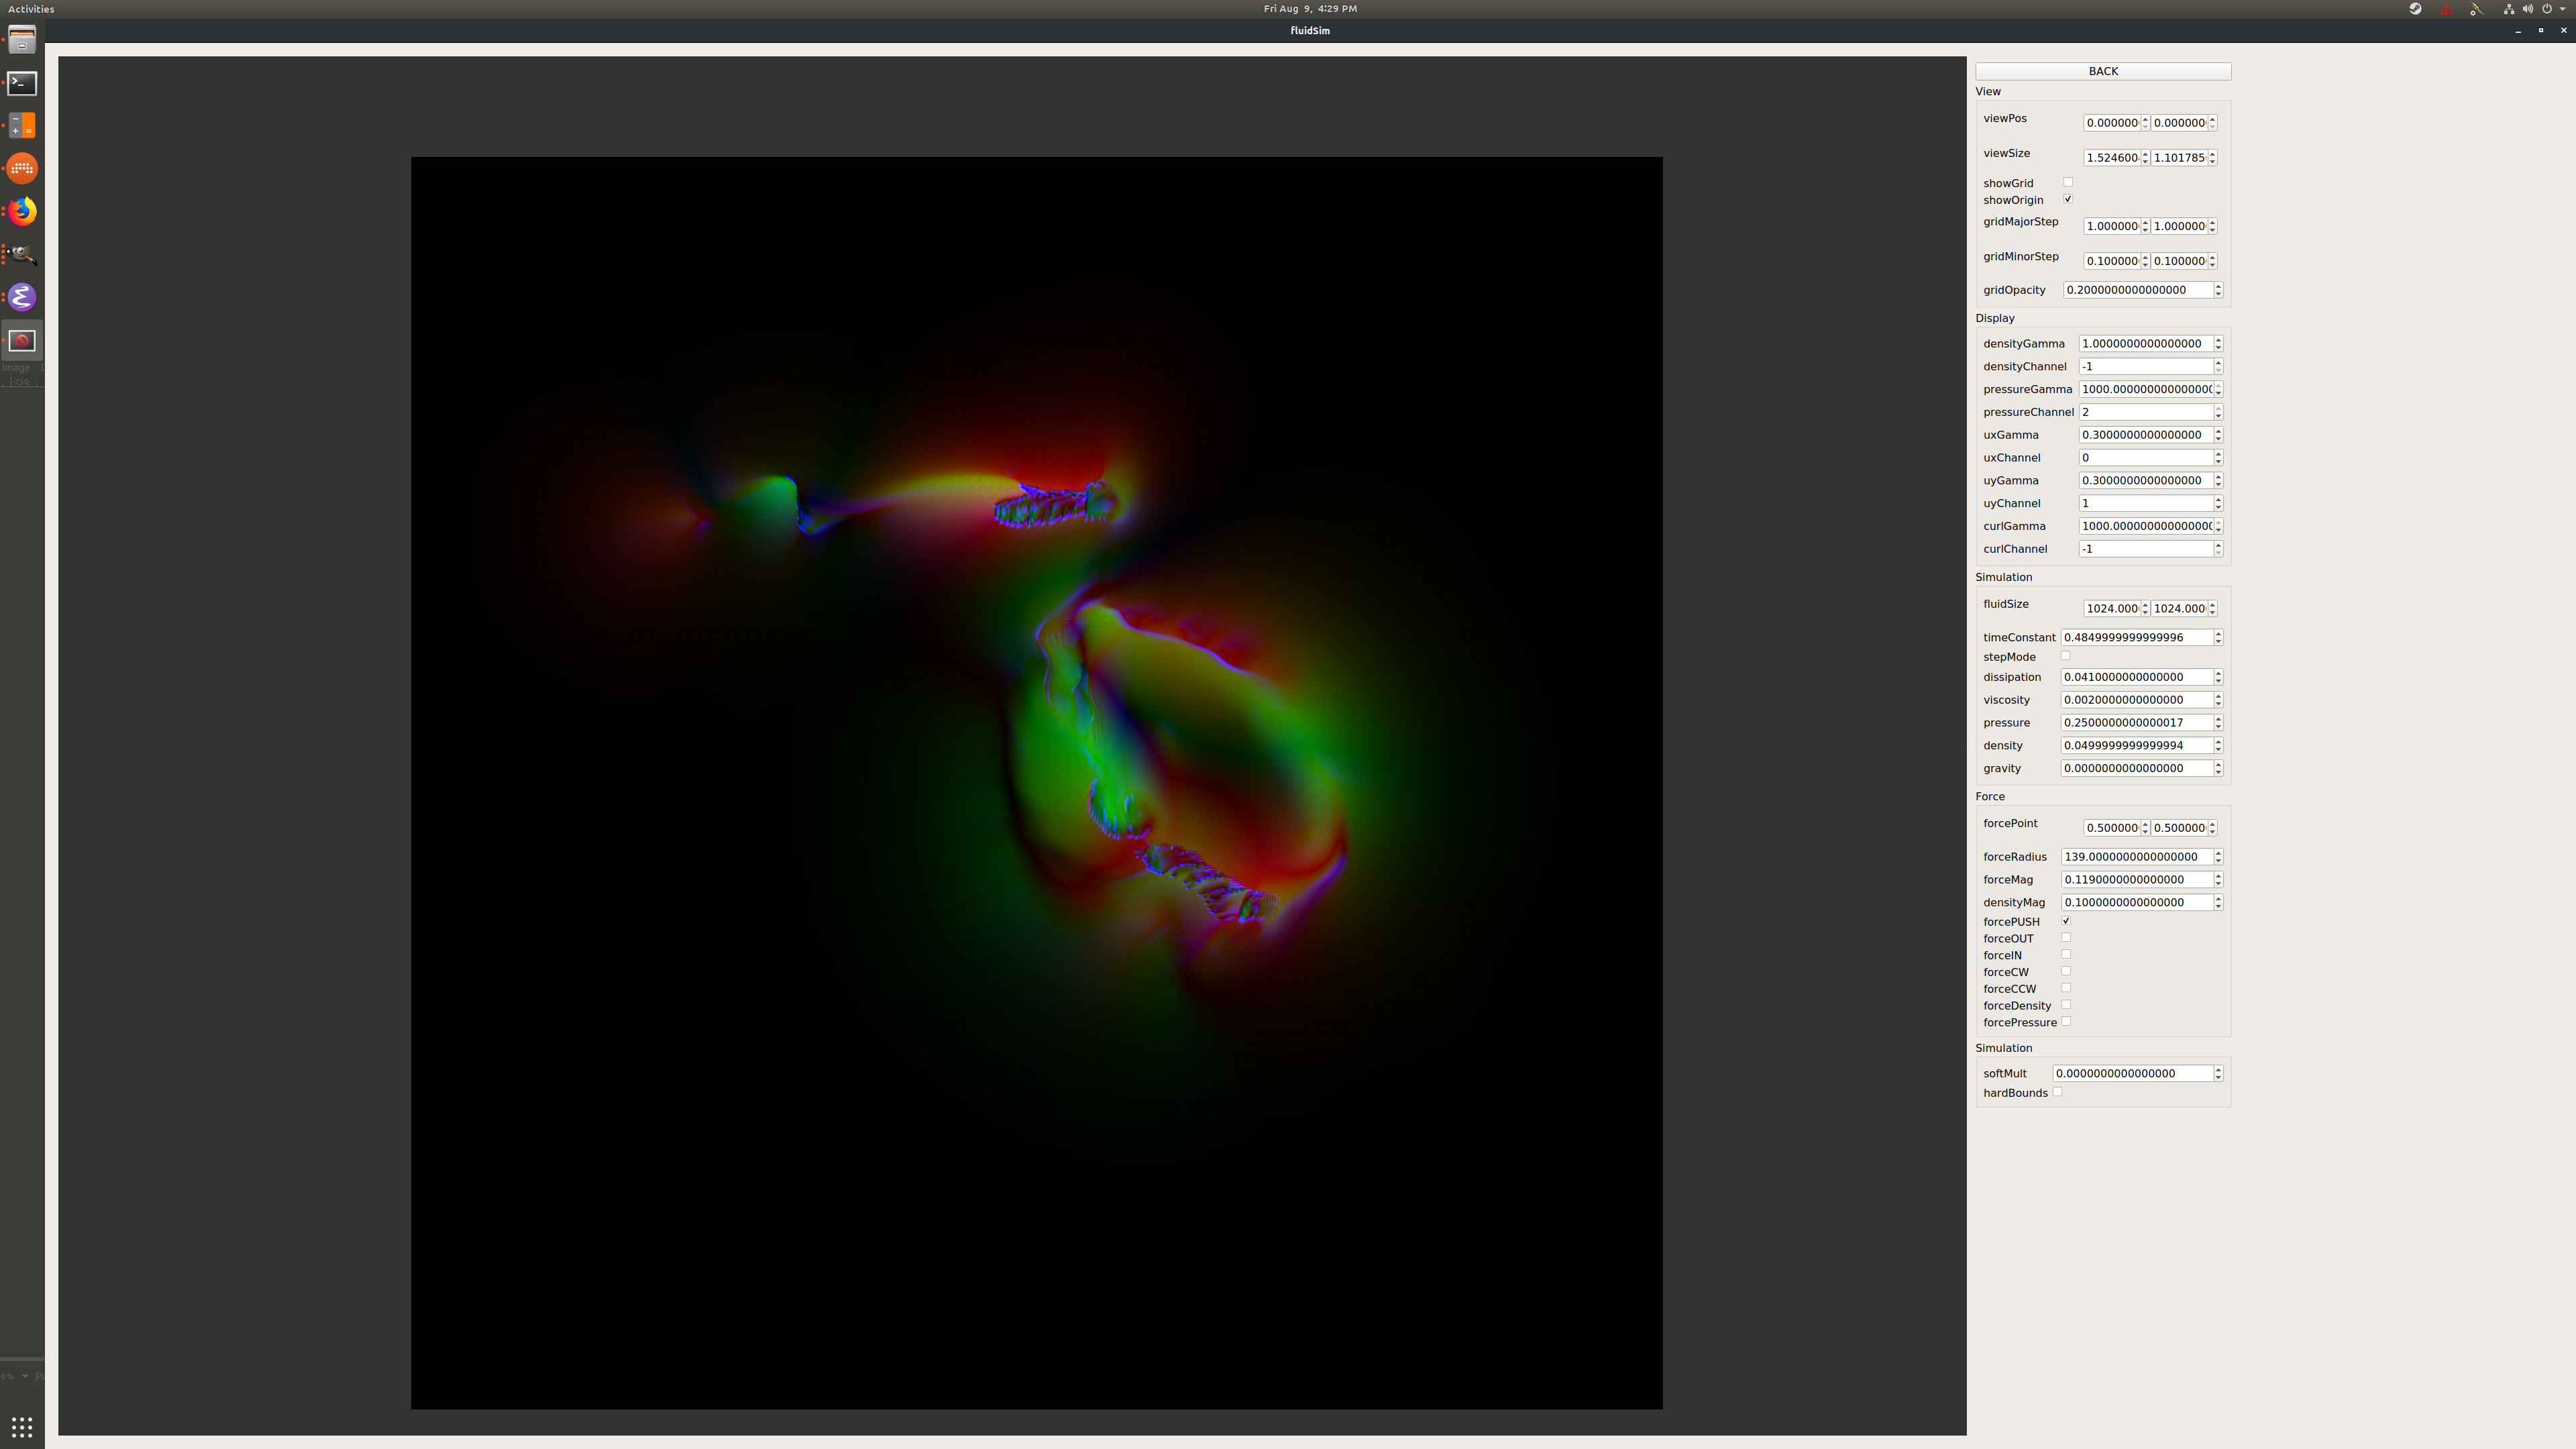 Activities
Fri Aug 9, 4:29 PM
fluidSim
BACK
View
viewPos 0.000000 0.000000
viewSize 1.524600 1.101785
showGrid
showOrigin
gridMajorStep 1.000000 1.000000
gridMinorStep 0.100000 0.100000
gridOpacity 0.2000000000000000
Display
densityGamma 1.0000000000000000
densityChannel -1
pressureGamma 1000.000000000000000
pressureChannel 2
uxGamma 0.3000000000000000
uxChannel 0
uyGamma 0.3000000000000000
uyChannel 1
curlGamma 1000.000000000000000
curlChannel -1
Simulation
fluidSize 1024.000 1024.000
timeConstant 0.4849999999999996
stepMode
dissipation 0.0410000000000000
viscosity 0.0020000000000000
pressure 0.2500000000000017
density 0.0499999999999994
gravity 0.0000000000000000
Force
forcePoint 0.500000 0.500000
forceRadius 139.0000000000000000
forceMag 0.1190000000000000
densityMag 0.1000000000000000
forcePUSH
forceOUT
forceIN
forceCW
forceCCW
forceDensity
forcePressure
Simulation
softMult 0.0000000000000000
hardBounds
Image